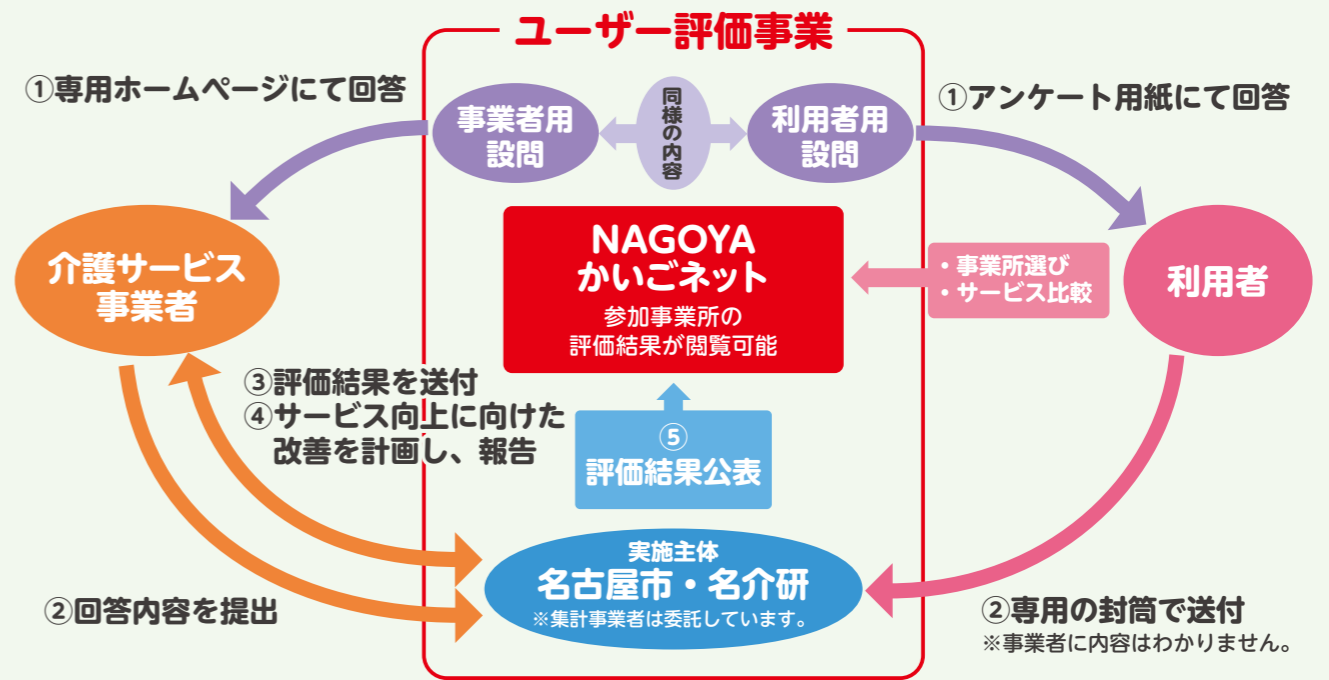 ユーザー評価事業
①専用ホームページにて回答
事業者用
設問
同様の内容
利用者用
設問
①アンケート用紙にて回答
介護サービス
事業者
NAGOYA
かいごネット
参加事業所の
評価結果が閲覧可能
・事業所選び
・サービス比較
利用者
③評価結果を送付
④サービス向上に向けた
改善を計画し、報告
⑤
評価結果公表
実施主体
名古屋市・名介研
※集計事業者は委託しています。
②回答内容を提出
②専用の封筒で送付
※事業者に内容はわかりません。